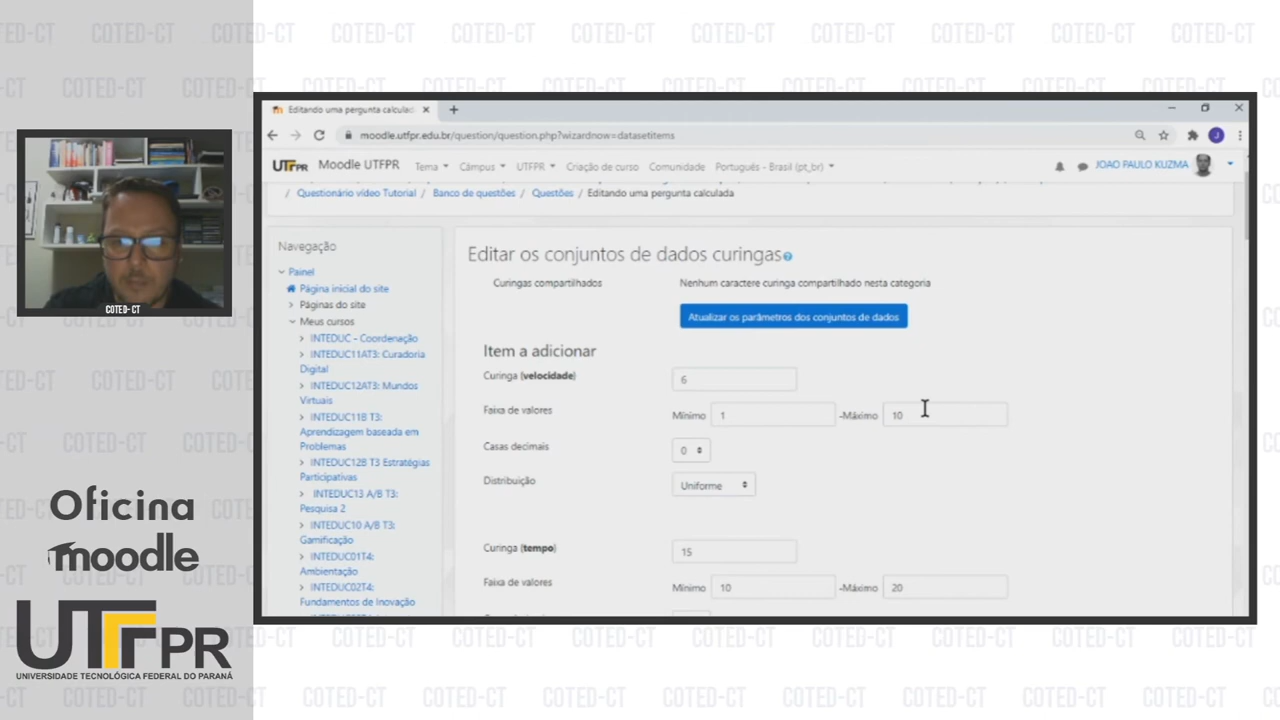 Editando uma pergunta calculad
moodle.utfpr.edu.br/question/question.php?wizardnow=datasetitems
UTFPR Moodle UTFPR Tema Câmpus UTFPR Criação de curso Comunidade Português - Brasil (pt_br) JOAO PAULO KUZMA
/ Questionário vídeo Tutorial / Banco de questões / Questões / Editando uma pergunta calculada
Navegação
Painel
Página inicial do site
Páginas do site
Meus cursos
INTEDUC - Coordenação
INTEDUC11AT3: Curadoria
Digital
INTEDUC12AT3: Mundos
Virtuais
INTEDUC11B T3:
Aprendizagem baseada em
Problemas
INTEDUC12B T3 Estratégias
Participativas
INTEDUC13 A/B T3:
Pesquisa 2
INTEDUC10 A/B T3:
Gamificação
INTEDUC01T4:
Ambientação
INTEDUC02T4:
Fundamentos de Inovação
Editar os conjuntos de dados curingas
Curingas compartilhados Nenhum caractere curinga compartilhado nesta categoria
Atualizar os parâmetros dos conjuntos de dados
Item a adicionar
Curinga {velocidade} 6
Faixa de valores Mínimo 1 -Máximo 10
Casas decimais 0
Distribuição Uniforme
Curinga {tempo} 15
Faixa de valores Mínimo 10 -Máximo 20
COTED-CT
Oficina
moodle
UTFPR
UNIVERSIDADE TECNOLÓGICA FEDERAL DO PARANÁ